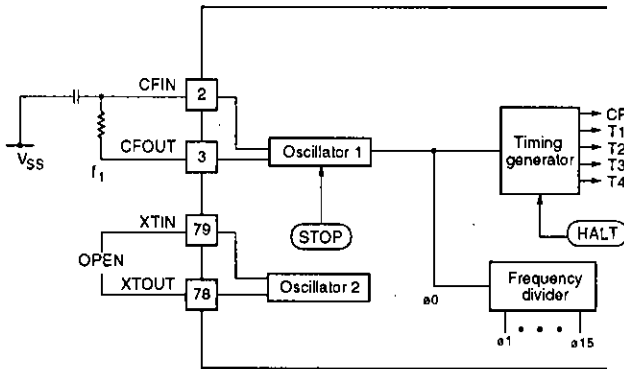 CFIN
2
CFOUT
3
VSS
f1
Oscillator 1
STOP
XTIN
79
OPEN
XTOUT
78
Oscillator 2
Timing
generator
CP
T1
T2
T3
T4
HALT
ø0
Frequency
divider
ø1
ø15